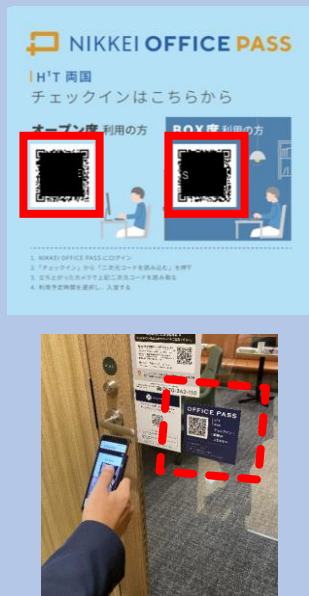 NIKKEI OFFICE PASS
H¹T 両国
チェックインはこちらから
オープン席 利用の方
BOX席 利用の方
1. NIKKEI OFFICE PASSにログイン
2. 「チェックイン」から「二次元コードを読み込む」を押下
3. 立ち上がったカメラで上記二次元コードを読み取る
4. 利用予定時間を選択し、入室する
OFFICE PASS